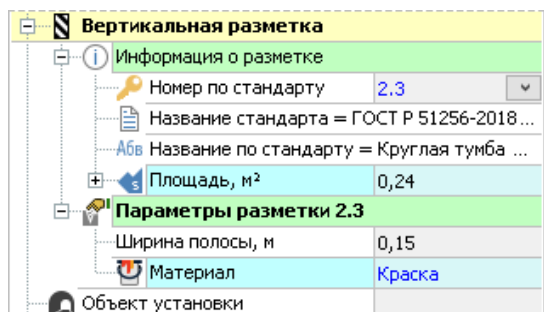 Вертикальная разметка
Информация о разметке
Номер по стандарту 2.3
Название стандарта = ГОСТ Р 51256-2018 ...
Абв Название по стандарту = Круглая тумба ...
S Площадь, м² 0,24
Параметры разметки 2.3
Ширина полосы, м 0,15
Материал Краска
Объект установки